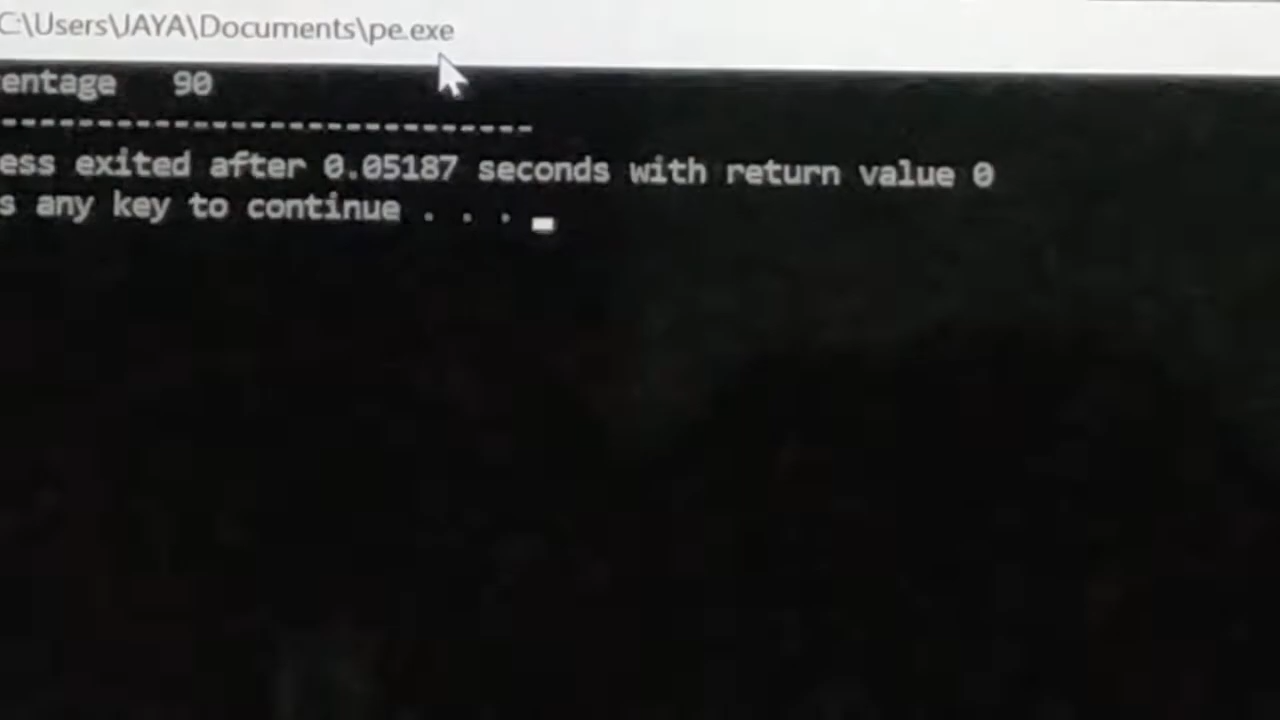 C:\Users\JAYA\Documents\pe.exe
entage 90
----------------------------
ess exited after 0.05187 seconds with return value 0
s any key to continue . . .